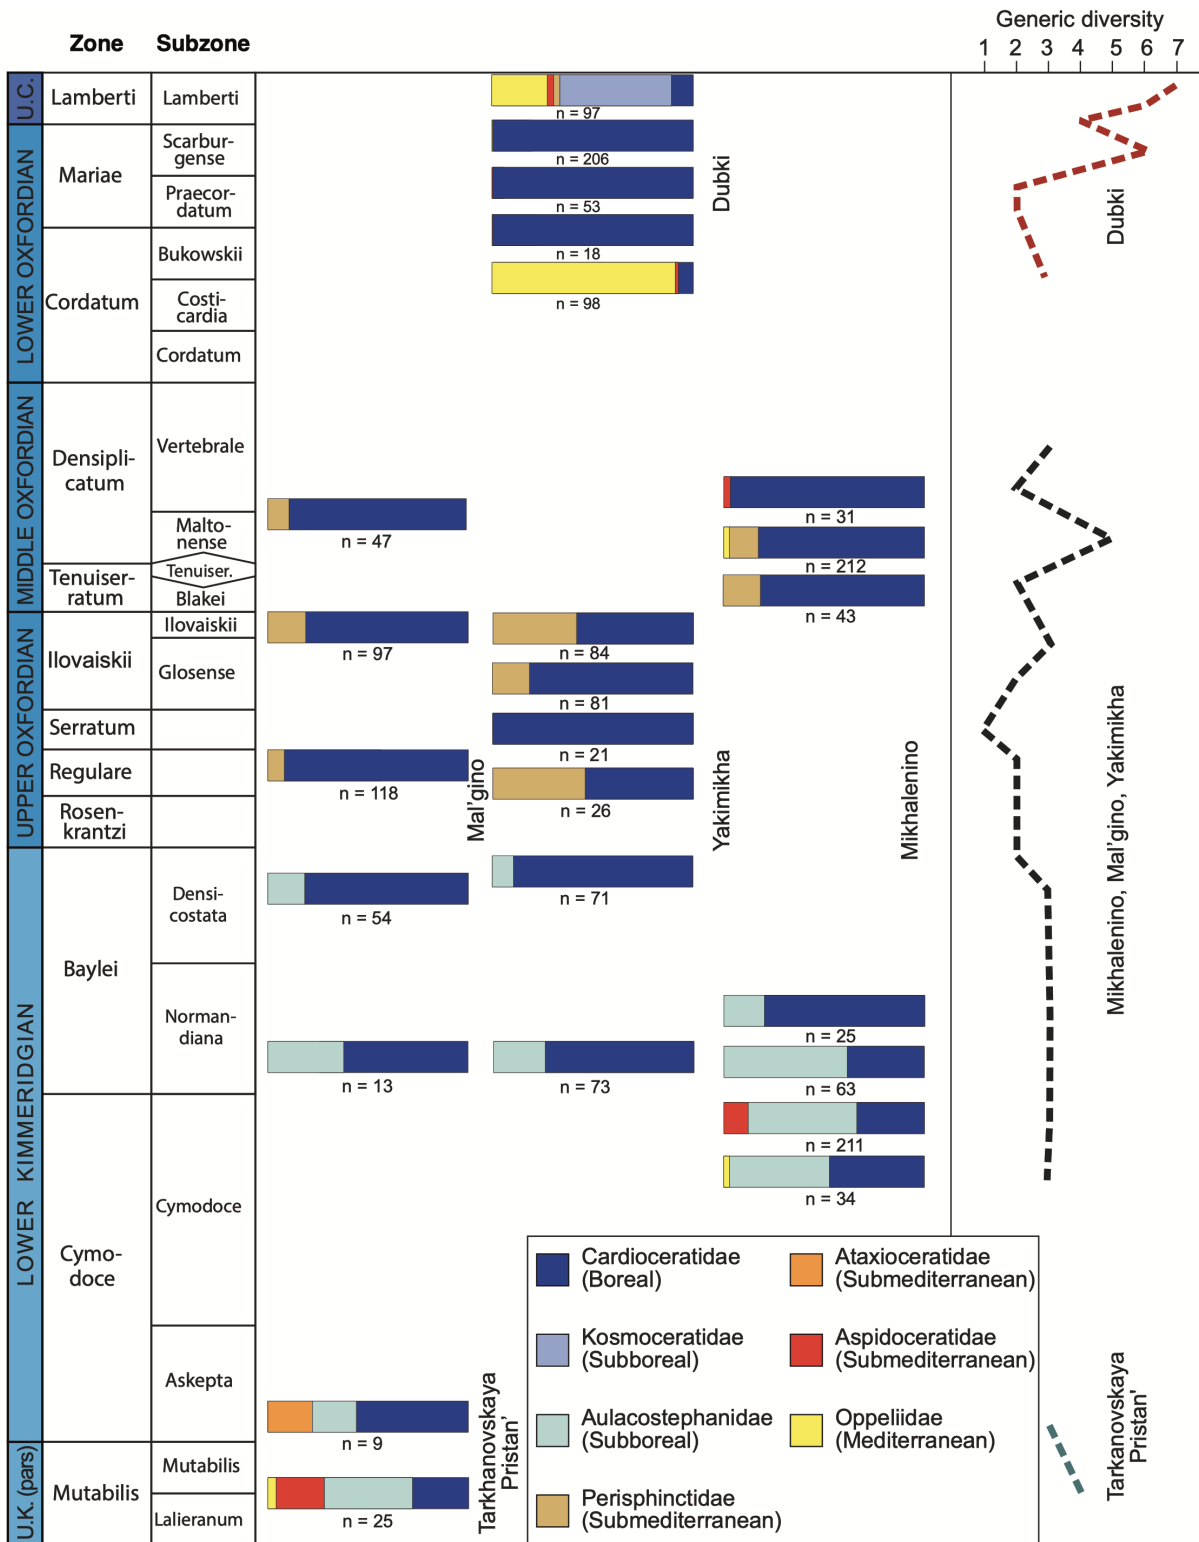 Generic diversity
Zone Subzone
1 2 3 4 5 6 7
U.C.
Lamberti
Lamberti
n = 97
LOWER OXFORDIAN
Mariae
Scarbur-
gense
n = 206
Praecor-
datum
n = 53
Dubki
Dubki
Cordatum
Bukowskii
n = 18
Costi-
cardia
n = 98
Cordatum
MIDDLE OXFORDIAN
Densipli-
catum
Vertebrale
n = 31
Malto-
nense
n = 47
n = 212
Tenuiser.
Tenuiser-
ratum
Blakei
n = 43
UPPER OXFORDIAN
Ilovaiskii
Ilovaiskii
n = 97
n = 84
Glosense
n = 81
Serratum
n = 21
Regulare
n = 118
n = 26
Rosen-
krantzi
Mal'gino
Yakimikha
Mikhalenino
Mikhalenino, Mal'gino, Yakimikha
LOWER KIMMERIDGIAN
Baylei
Densi-
costata
n = 54
n = 71
Norman-
diana
n = 25
n = 13
n = 73
n = 63
n = 211
Cymo-
doce
Cymodoce
n = 34
Askepta
n = 9
U.K. (pars)
Mutabilis
Mutabilis
Lalieranum
n = 25
Tarkhanovskaya
Pristan'
Tarkanovskaya
Pristan'
Cardioceratidae
(Boreal)
Kosmoceratidae
(Subboreal)
Aulacostephanidae
(Subboreal)
Perisphinctidae
(Submediterranean)
Ataxioceratidae
(Submediterranean)
Aspidoceratidae
(Submediterranean)
Oppeliidae
(Mediterranean)